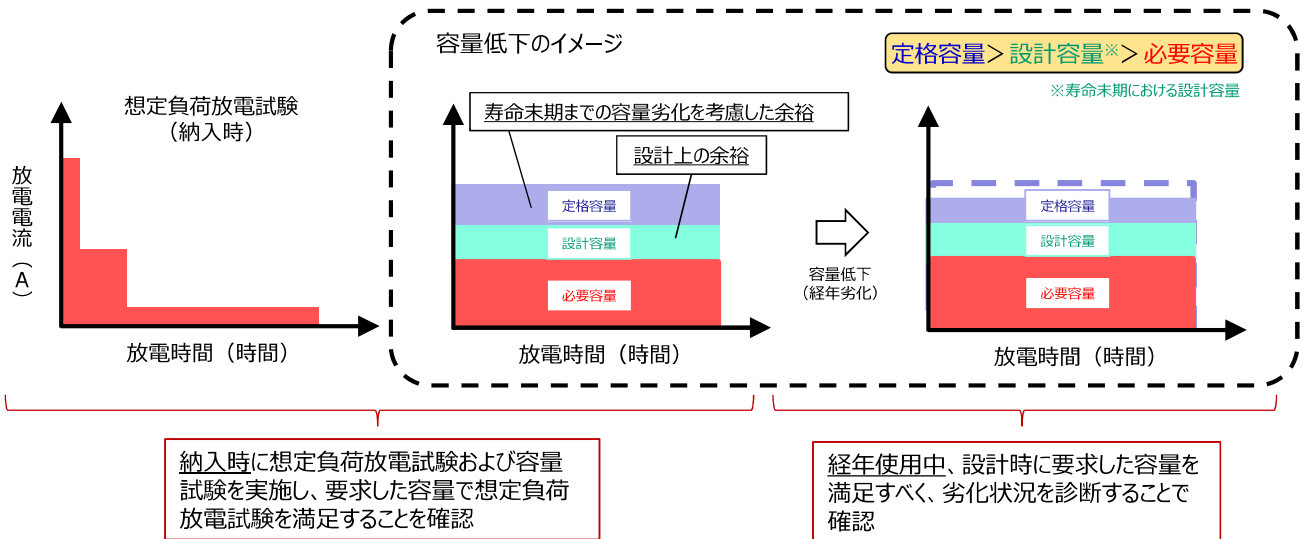 容量低下のイメージ
定格容量＞設計容量※＞必要容量
※寿命末期における設計容量
想定負荷放電試験
（納入時）
放電電流（A）
放電時間（時間）
寿命末期までの容量劣化を考慮した余裕
設計上の余裕
定格容量
設計容量
必要容量
放電時間（時間）
容量低下
（経年劣化）
定格容量
設計容量
必要容量
放電時間（時間）
納入時に想定負荷放電試験および容量
試験を実施し、要求した容量で想定負荷
放電試験を満足することを確認
経年使用中、設計時に要求した容量を
満足すべく、劣化状況を診断することで
確認